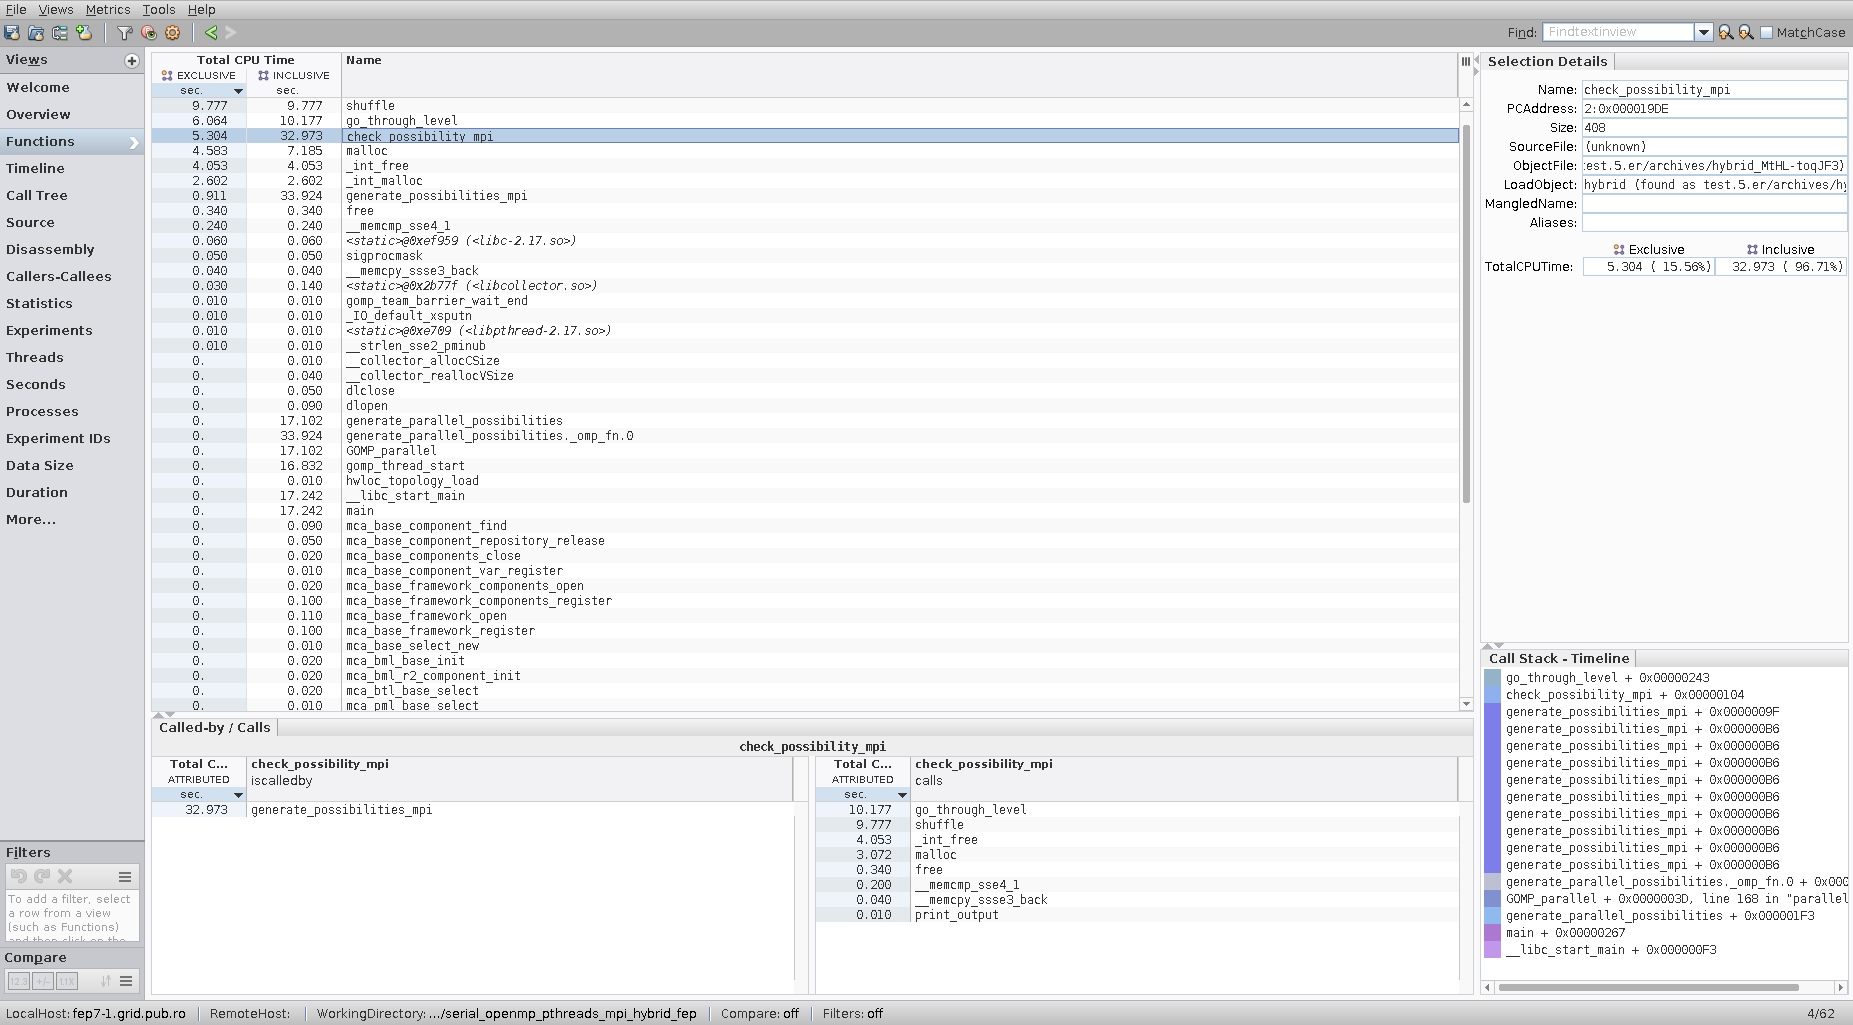 File Views Metrics Tools Help
Find: Findtextinview MatchCase
Views
Welcome
Overview
Functions
Timeline
Call Tree
Source
Disassembly
Callers-Callees
Statistics
Experiments
Threads
Seconds
Processes
Experiment IDs
Data Size
Duration
More...
Filters
To add a filter, select
a row from a view
(such as Functions)
and then click on the
Compare
Total CPU Time Name
EXCLUSIVE INCLUSIVE
sec. sec.
9.777 9.777 shuffle
6.064 10.177 go_through_level
5.304 32.973 check_possibility_mpi
4.583 7.185 malloc
4.053 4.053 _int_free
2.602 2.602 _int_malloc
0.911 33.924 generate_possibilities_mpi
0.340 0.340 free
0.240 0.240 __memcmp_sse4_1
0.060 0.060 <static>@0xef959 (<libc-2.17.so>)
0.050 0.050 sigprocmask
0.040 0.040 __memcpy_ssse3_back
0.030 0.140 <static>@0x2b77f (<libcollector.so>)
0.010 0.010 gomp_team_barrier_wait_end
0.010 0.010 _IO_default_xsputn
0.010 0.010 <static>@0xe709 (<libpthread-2.17.so>)
0.010 0.010 __strlen_sse2_pminub
0. 0.010 __collector_allocCSize
0. 0.040 __collector_reallocVSize
0. 0.050 dlclose
0. 0.090 dlopen
0. 17.102 generate_parallel_possibilities
0. 33.924 generate_parallel_possibilities._omp_fn.0
0. 17.102 GOMP_parallel
0. 16.832 gomp_thread_start
0. 0.010 hwloc_topology_load
0. 17.242 __libc_start_main
0. 17.242 main
0. 0.090 mca_base_component_find
0. 0.050 mca_base_component_repository_release
0. 0.020 mca_base_components_close
0. 0.010 mca_base_component_var_register
0. 0.020 mca_base_framework_components_open
0. 0.100 mca_base_framework_components_register
0. 0.110 mca_base_framework_open
0. 0.100 mca_base_framework_register
0. 0.010 mca_base_select_new
0. 0.020 mca_bml_base_init
0. 0.020 mca_bml_r2_component_init
0. 0.020 mca_btl_base_select
0. 0.010 mca_pml_base_select
Called-by / Calls
check_possibility_mpi
Total C... check_possibility_mpi
ATTRIBUTED iscalledby
sec.
32.973 generate_possibilities_mpi
Total C... check_possibility_mpi
ATTRIBUTED calls
sec.
10.177 go_through_level
9.777 shuffle
4.053 _int_free
3.072 malloc
0.340 free
0.200 __memcmp_sse4_1
0.040 __memcpy_ssse3_back
0.010 print_output
Selection Details
Name: check_possibility_mpi
PCAddress: 2:0x000019DE
Size: 408
SourceFile: (unknown)
ObjectFile: test.5.er/archives/hybrid_MtHL-toqJF3)
LoadObject: hybrid (found as test.5.er/archives/hy
MangledName:
Aliases:
Exclusive Inclusive
TotalCPUTime: 5.304 ( 15.56%) 32.973 ( 96.71%)
Call Stack - Timeline
go_through_level + 0x00000243
check_possibility_mpi + 0x00000104
generate_possibilities_mpi + 0x0000009F
generate_possibilities_mpi + 0x000000B6
generate_possibilities_mpi + 0x000000B6
generate_possibilities_mpi + 0x000000B6
generate_possibilities_mpi + 0x000000B6
generate_possibilities_mpi + 0x000000B6
generate_possibilities_mpi + 0x000000B6
generate_possibilities_mpi + 0x000000B6
generate_possibilities_mpi + 0x000000B6
generate_possibilities_mpi + 0x000000B6
generate_parallel_possibilities._omp_fn.0 + 0x000
GOMP_parallel + 0x0000003D, line 168 in "parallel
generate_parallel_possibilities + 0x000001F3
main + 0x00000267
__libc_start_main + 0x000000F3
LocalHost: fep7-1.grid.pub.ro RemoteHost: WorkingDirectory: .../serial_openmp_pthreads_mpi_hybrid_fep Compare: off Filters: off 4/62